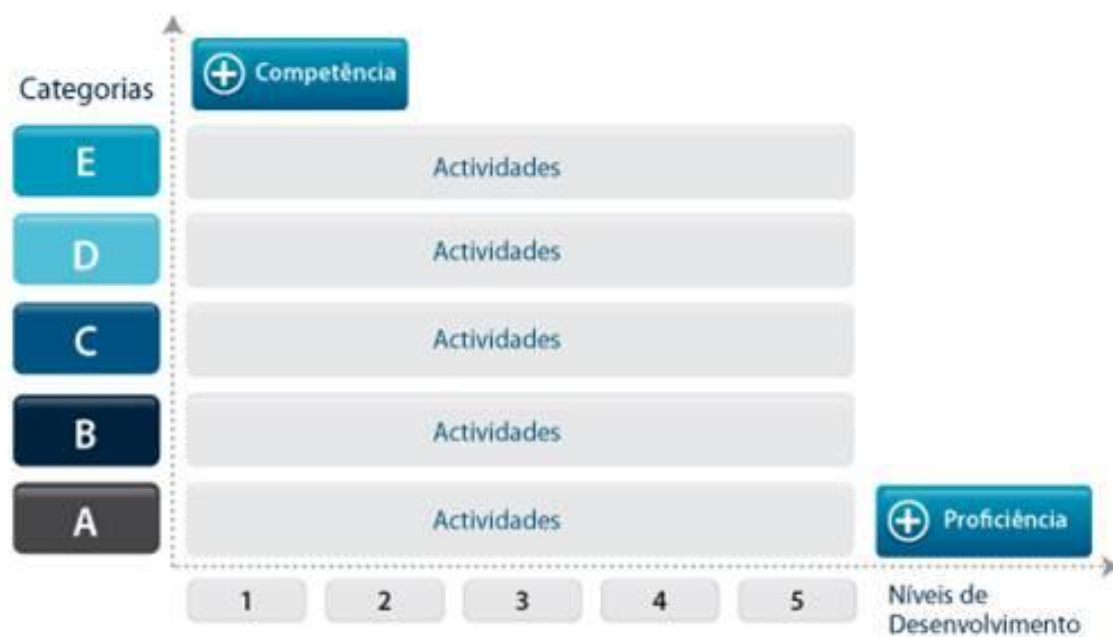 Competência
Categorias
E
Actividades
D
Actividades
C
Actividades
B
Actividades
A
Actividades
Proficiência
1 2 3 4 5
Níveis de
Desenvolvimento